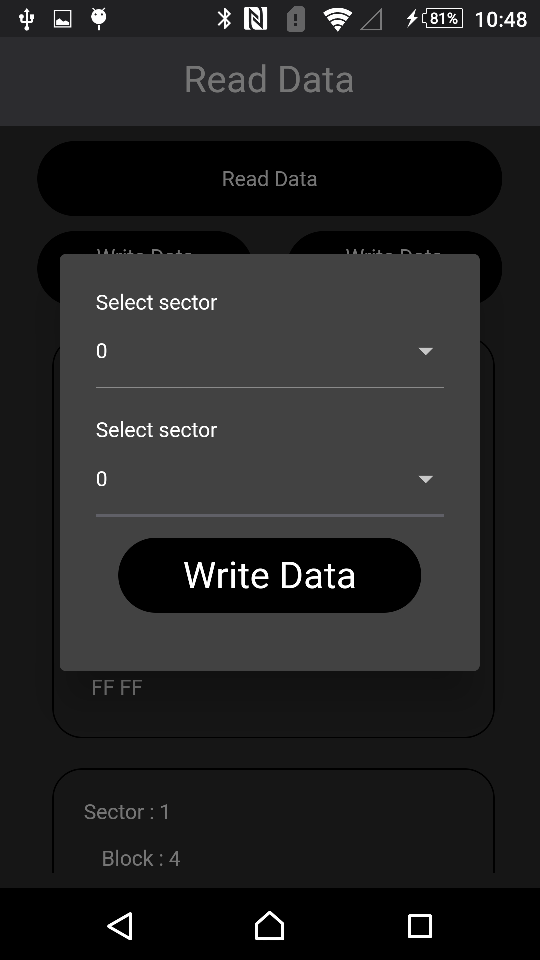 81% 10:48
Read Data
Read Data
Write Data Write Data
Select sector
0
Select sector
0
Write Data
FF FF
Sector : 1
Block : 4